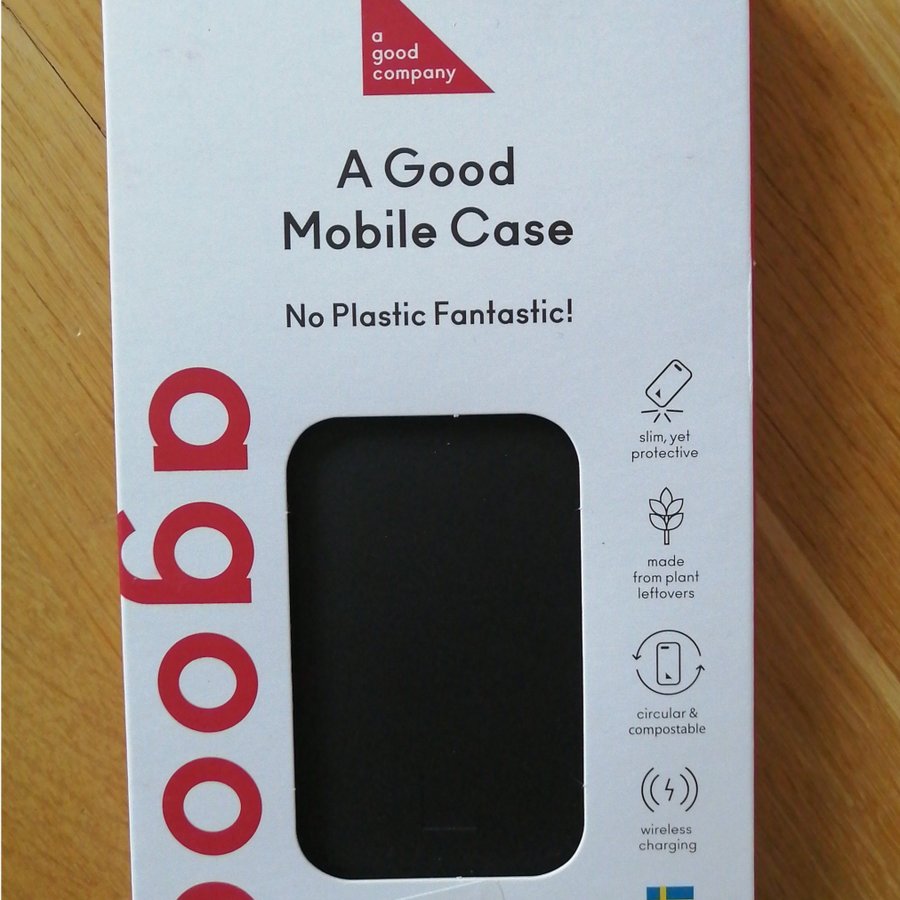 a
good
company
A Good
Mobile Case
No Plastic Fantastic!
agoo
slim, yet
protective
made
from plant
leftovers
circular &
compostable
wireless
charging